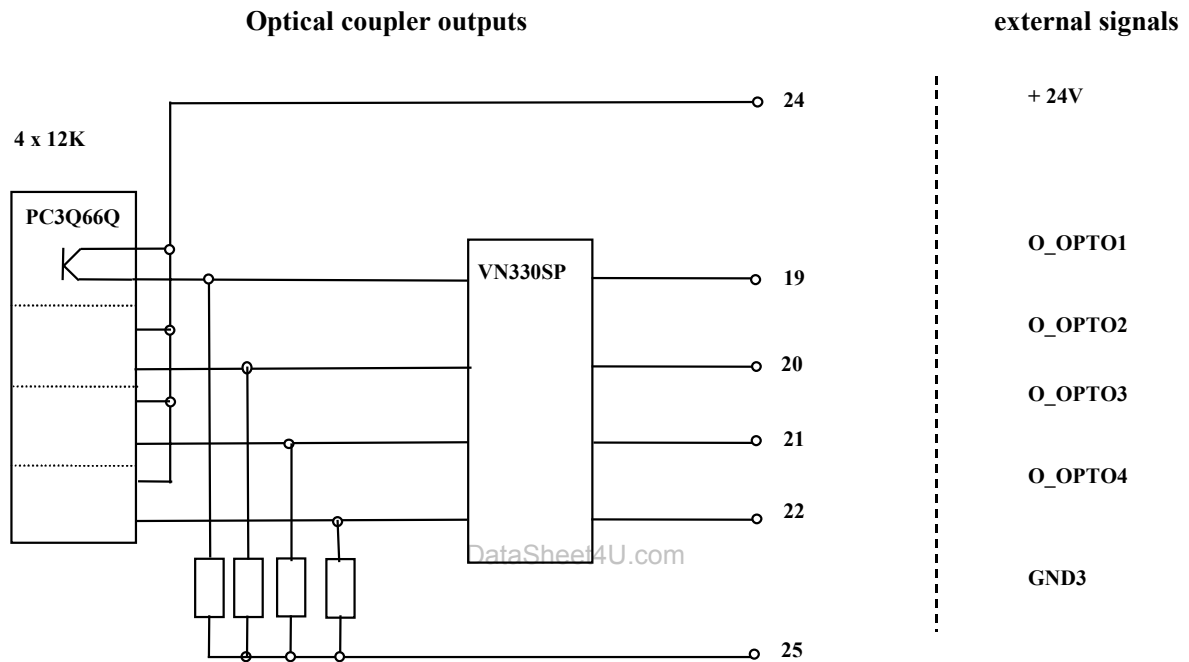 Optical coupler outputs
external signals
24
+ 24V
4 x 12K
PC3Q66Q
O_OPTO1
VN330SP
19
O_OPTO2
20
O_OPTO3
21
O_OPTO4
22
DataSheet4U.com
GND3
25